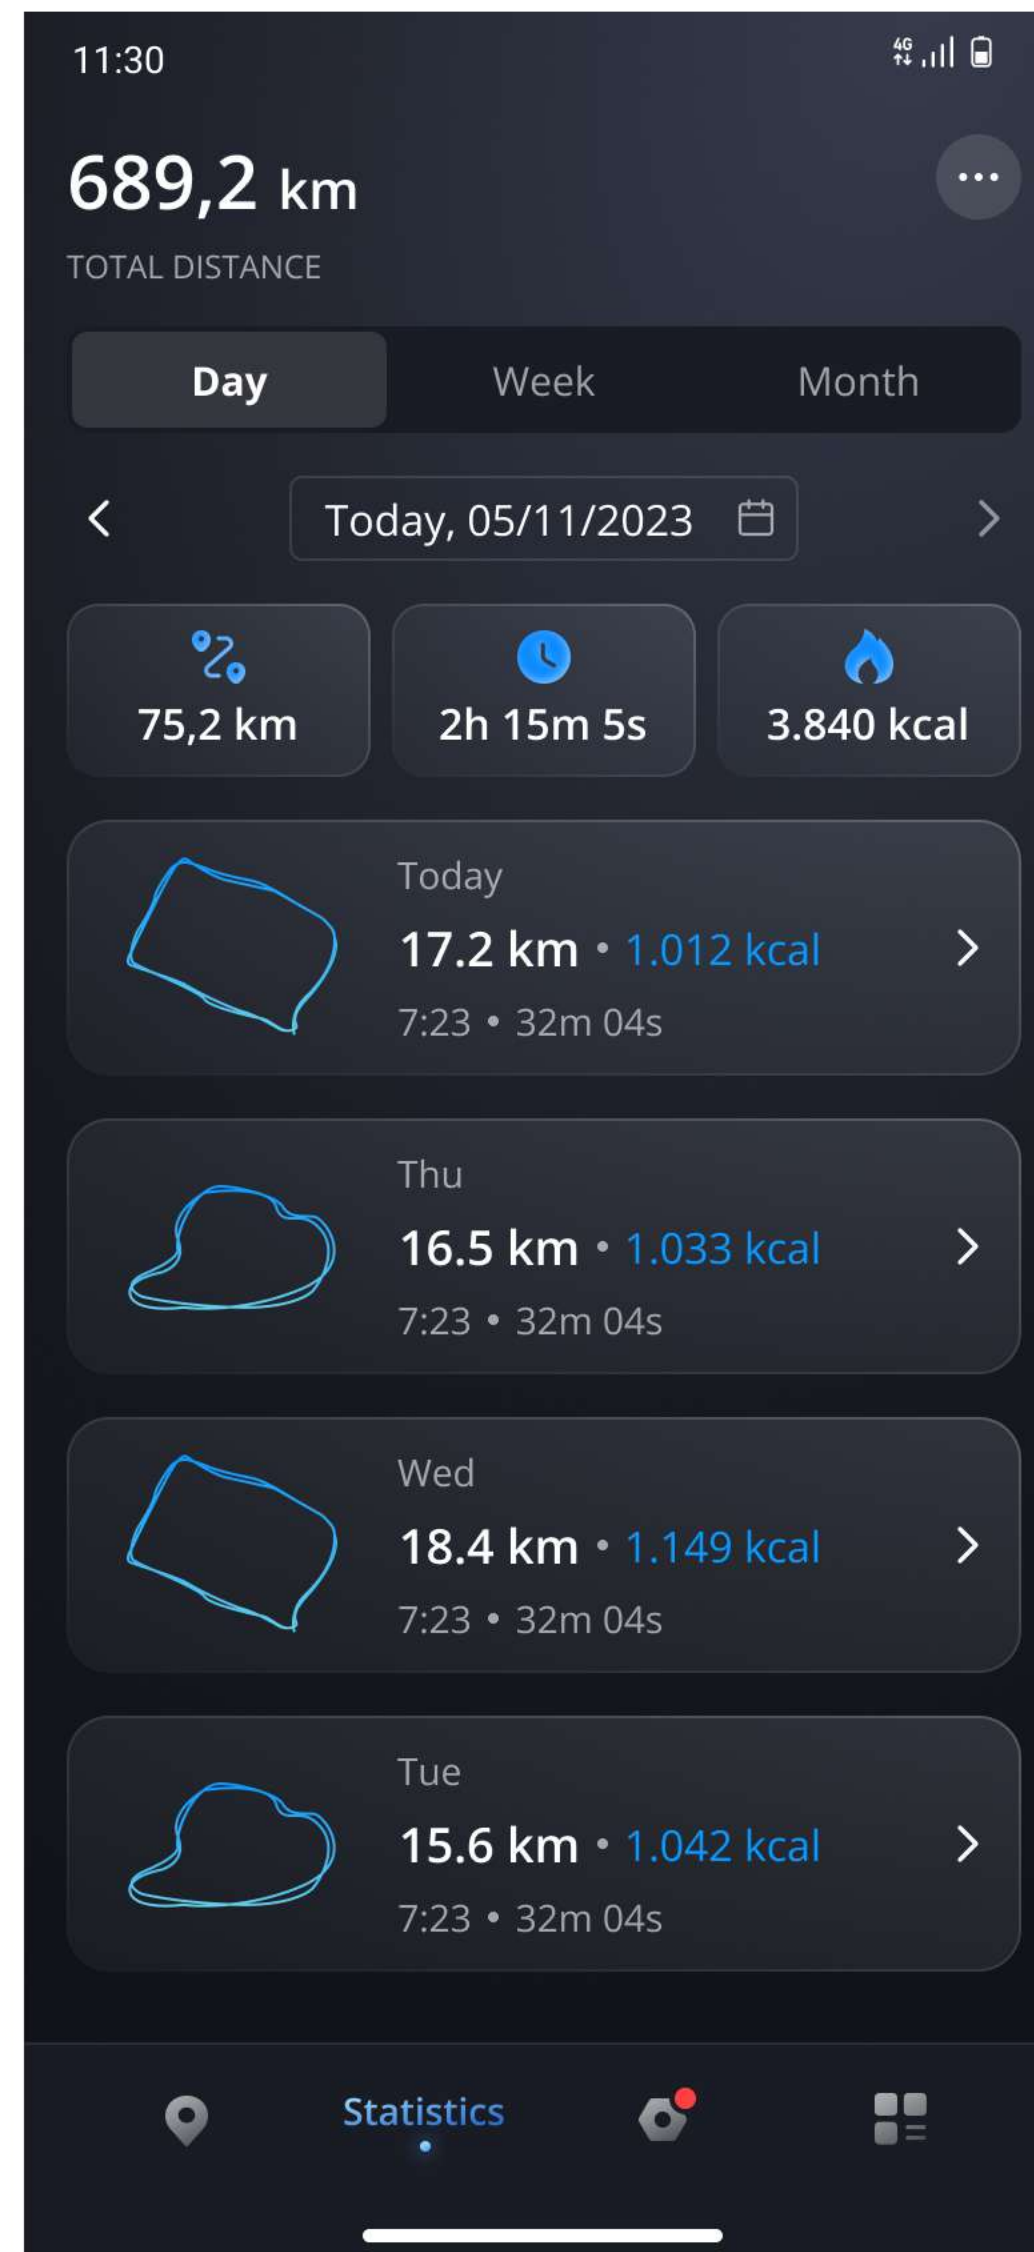 11:30
4G
689,2 km
TOTAL DISTANCE
Day Week Month
Today, 05/11/2023
75,2 km 2h 15m 5s 3.840 kcal
Today
17.2 km • 1.012 kcal
7:23 • 32m 04s
Thu
16.5 km • 1.033 kcal
7:23 • 32m 04s
Wed
18.4 km • 1.149 kcal
7:23 • 32m 04s
Tue
15.6 km • 1.042 kcal
7:23 • 32m 04s
Statistics